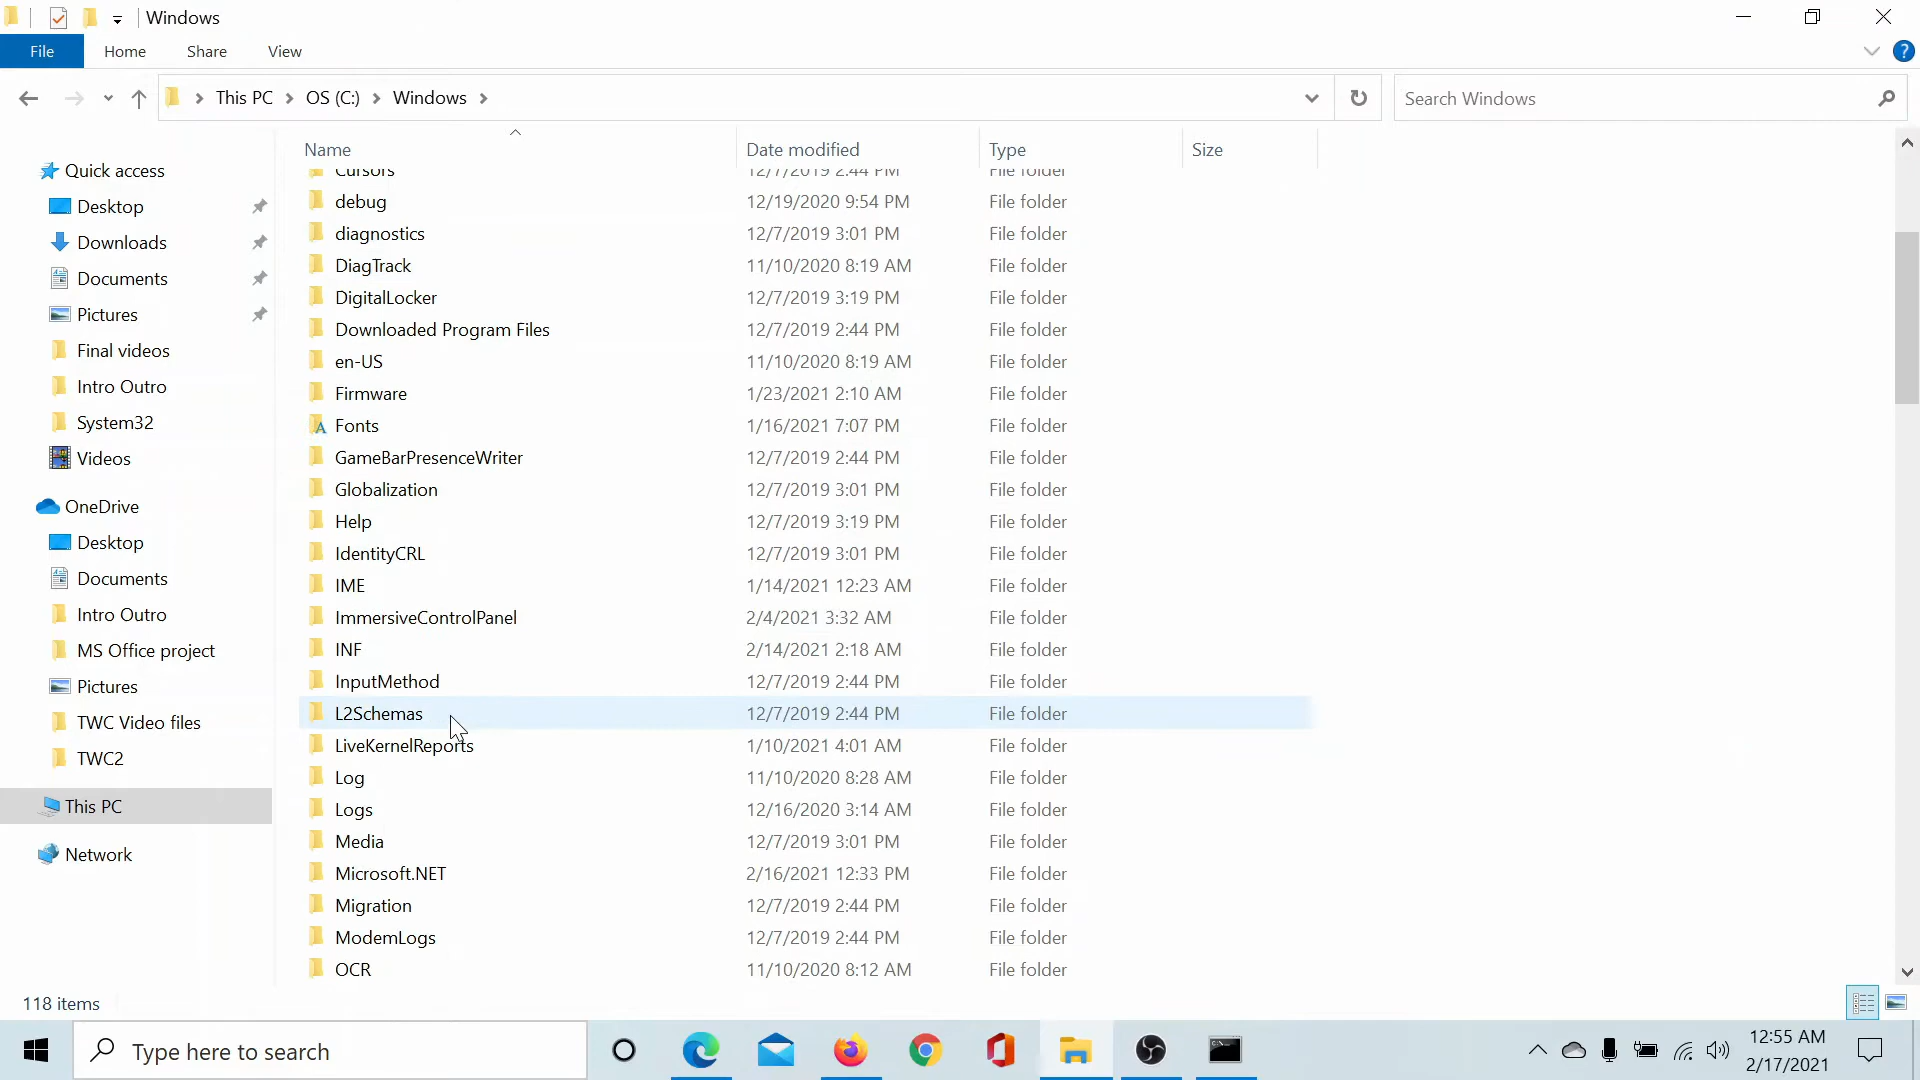 Windows
File Home Share View
This PC OS (C:) Windows
Search Windows
Name Date modified Type Size
Quick access
Desktop
Downloads
Documents
Pictures
Final videos
Intro Outro
System32
Videos
OneDrive
Desktop
Documents
Intro Outro
MS Office project
Pictures
TWC Video files
TWC2
This PC
Network
Cursors 12/7/2019 2:44 PM File folder
debug 12/19/2020 9:54 PM File folder
diagnostics 12/7/2019 3:01 PM File folder
DiagTrack 11/10/2020 8:19 AM File folder
DigitalLocker 12/7/2019 3:19 PM File folder
Downloaded Program Files 12/7/2019 2:44 PM File folder
en-US 11/10/2020 8:19 AM File folder
Firmware 1/23/2021 2:10 AM File folder
Fonts 1/16/2021 7:07 PM File folder
GameBarPresenceWriter 12/7/2019 2:44 PM File folder
Globalization 12/7/2019 3:01 PM File folder
Help 12/7/2019 3:19 PM File folder
IdentityCRL 12/7/2019 3:01 PM File folder
IME 1/14/2021 12:23 AM File folder
ImmersiveControlPanel 2/4/2021 3:32 AM File folder
INF 2/14/2021 2:18 AM File folder
InputMethod 12/7/2019 2:44 PM File folder
L2Schemas 12/7/2019 2:44 PM File folder
LiveKernelReports 1/10/2021 4:01 AM File folder
Log 11/10/2020 8:28 AM File folder
Logs 12/16/2020 3:14 AM File folder
Media 12/7/2019 3:01 PM File folder
Microsoft.NET 2/16/2021 12:33 PM File folder
Migration 12/7/2019 2:44 PM File folder
ModemLogs 12/7/2019 2:44 PM File folder
OCR 11/10/2020 8:12 AM File folder
118 items
Type here to search
12:55 AM
2/17/2021